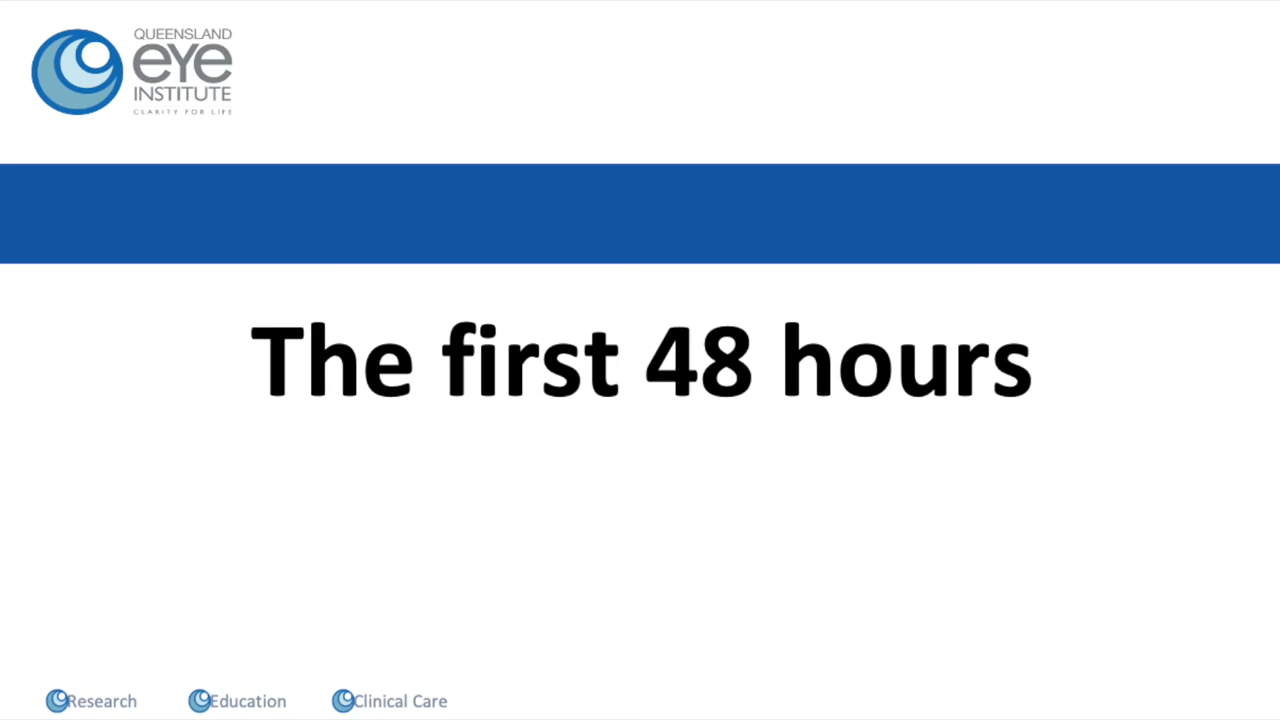 QUEENSLAND
eye
INSTITUTE
CLARITY FOR LIFE
The first 48 hours
Research Education Clinical Care